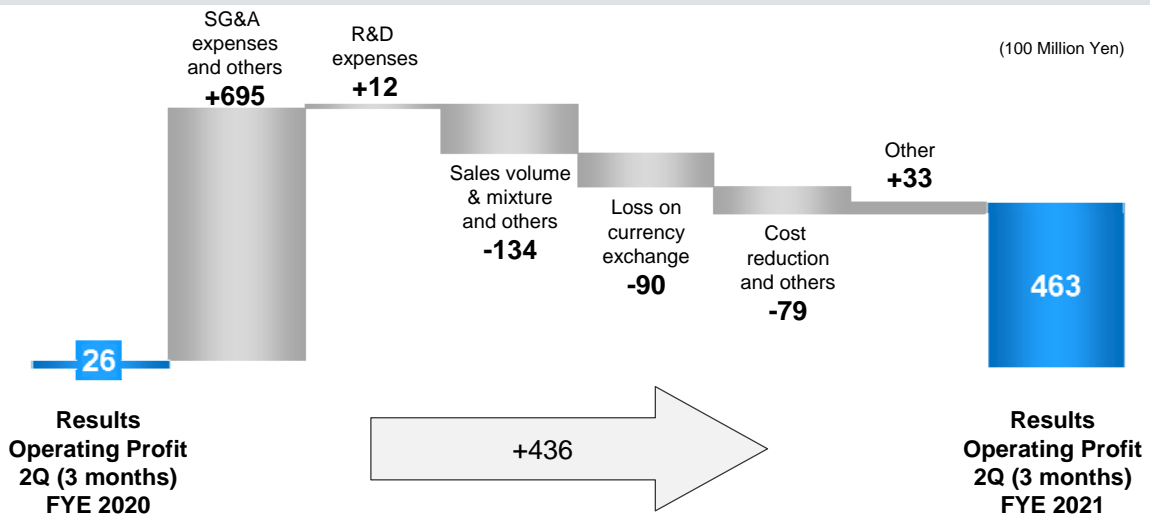 (100 Million Yen)
SG&A
expenses
and others
+695
R&D
expenses
+12
Sales volume
& mixture
and others
-134
Loss on
currency
exchange
-90
Cost
reduction
and others
-79
Other
+33
26
463
Results
Operating Profit
2Q (3 months)
FYE 2020
+436
Results
Operating Profit
2Q (3 months)
FYE 2021